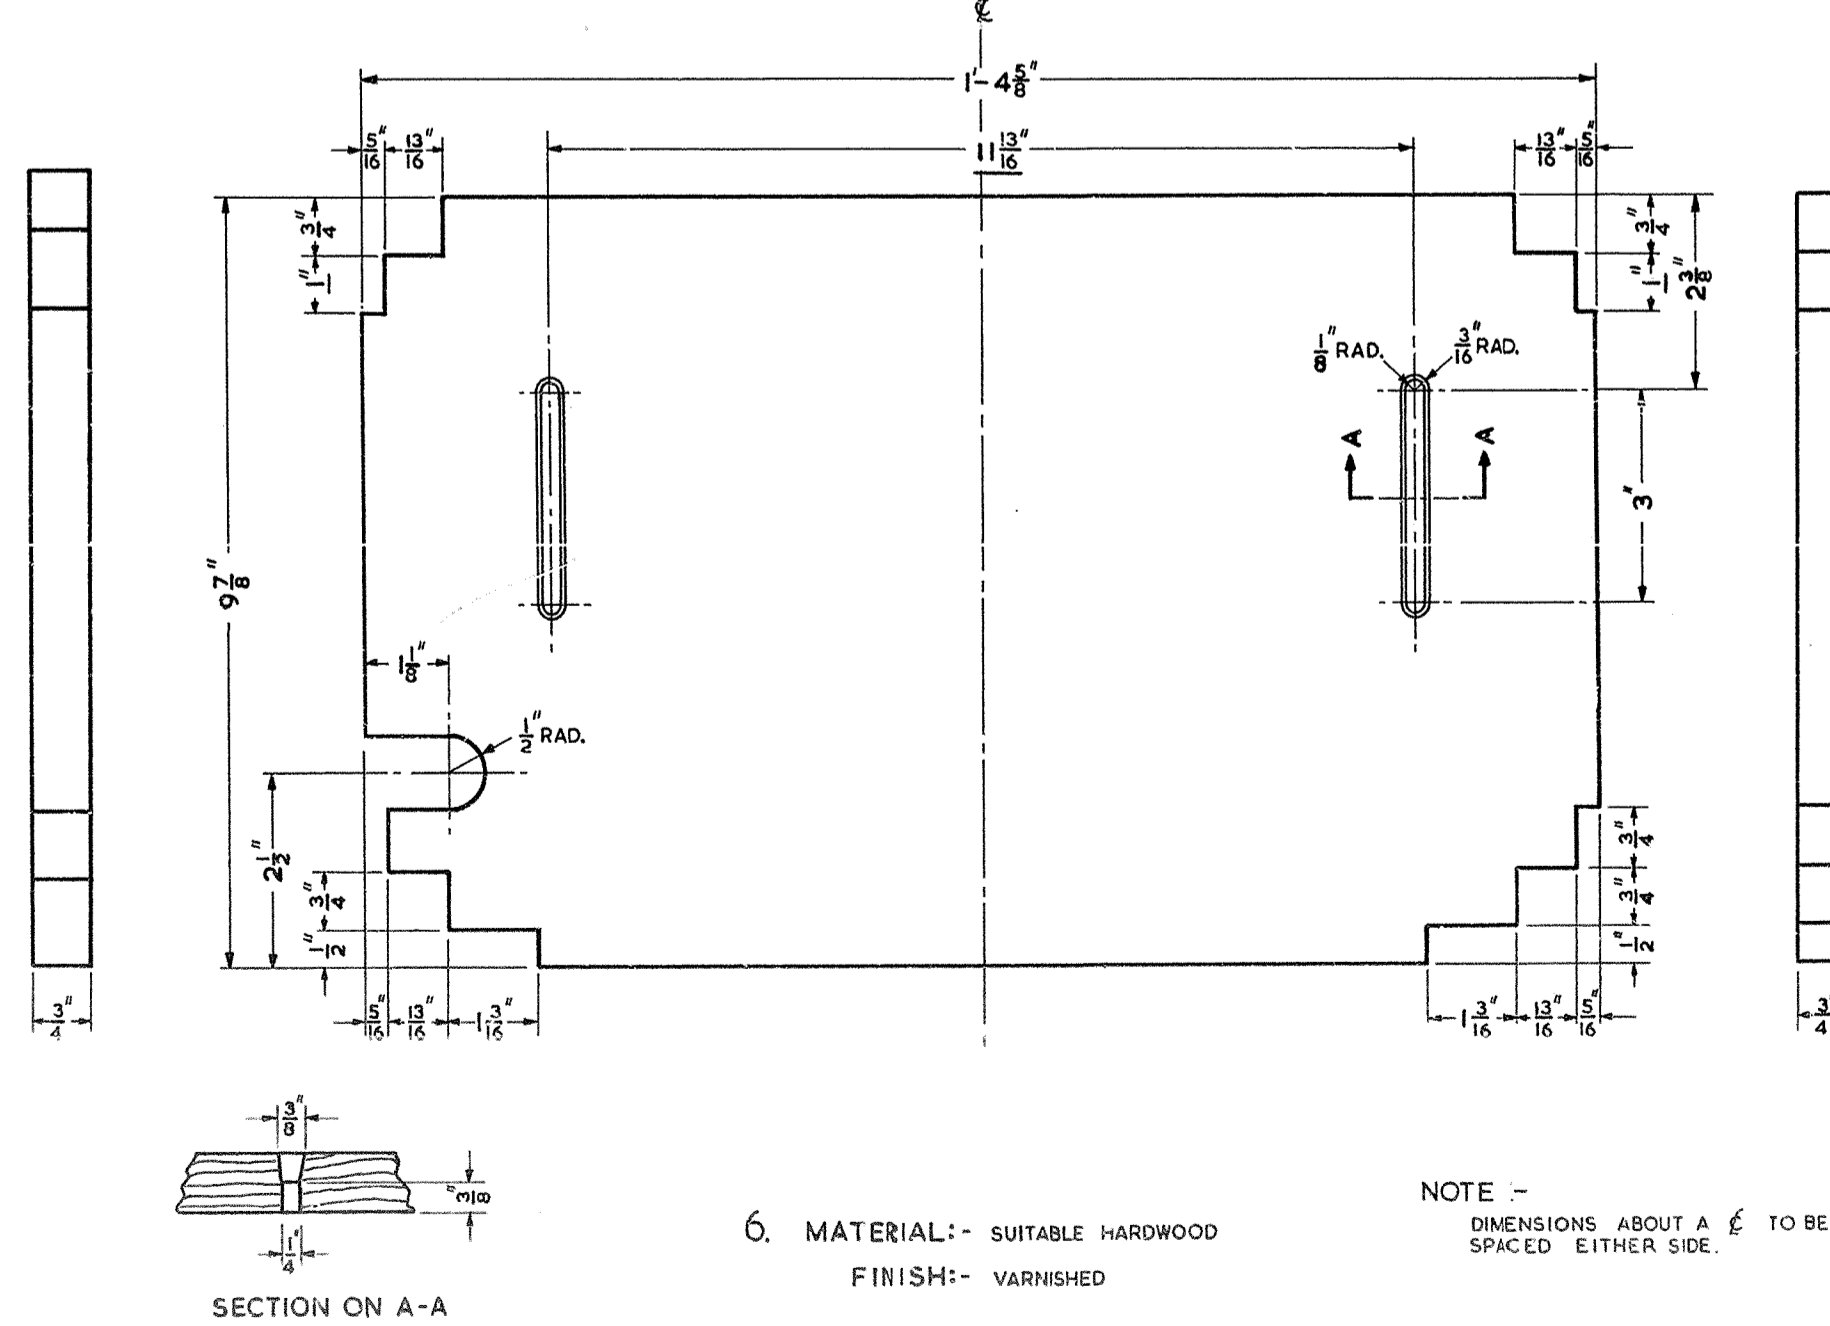 ℄
1'- 4 5/8"
5/16" 13/16" 11 13/16" 13/16" 5/16"
3/4" 3/4"
1" 1" 2 3/8"
1/8" RAD. 3/16" RAD.
A A
3"
9 7/8"
1 1/8"
1/2" RAD.
2 1/2"
3/4" 3/4"
3/4"
1/2" 1/2"
3/4" 5/16" 13/16" 1 3/16" 1 3/16" 13/16" 5/16" 3/4
3/8"
3/8"
1/4"
SECTION ON A-A
6. MATERIAL:- SUITABLE HARDWOOD
FINISH:- VARNISHED
NOTE :-
DIMENSIONS ABOUT A ℄ TO BE
SPACED EITHER SIDE.